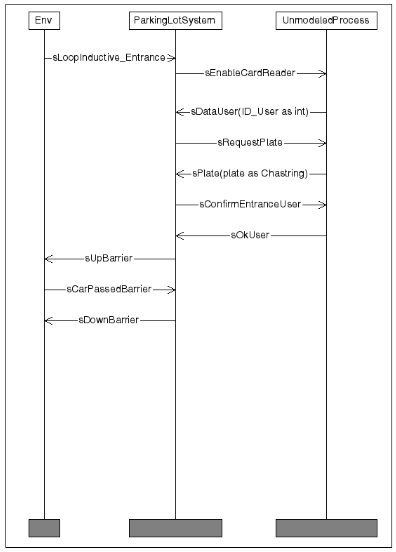 Env
ParkingLotSystem
UnmodeledProcess
sLoopInductive_Entrance
sEnableCardReader
sDataUser(ID_User as int)
sRequestPlate
sPlate(plate as Chastring)
sConfirmEntranceUser
sOkUser
sUpBarrier
sCarPassedBarrier
sDownBarrier